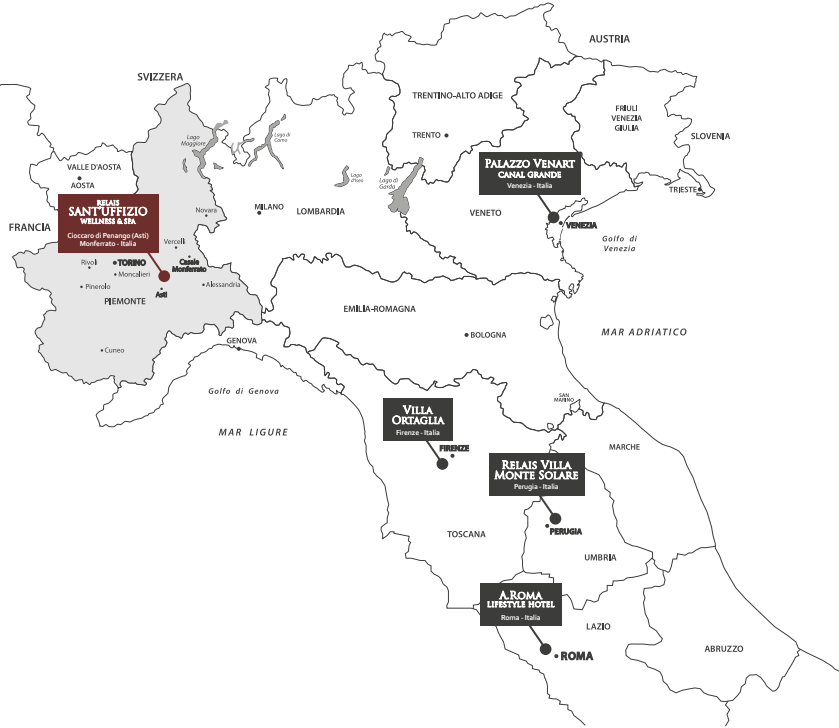 AUSTRIA
SVIZZERA
TRENTINO-ALTO ADIGE
FRIULI
VENEZIA
GIULIA
TRENTO
SLOVENIA
Lago
Maggiore
Lago di
Como
VALLE D'AOSTA
AOSTA
Lago
d'Iseo
Lago di
Garda
PALAZZO VENART
CANAL GRANDE
Venezia - Italia
TRIESTE
RELAIS
SANT'UFFIZIO
WELLNESS & SPA
Cioccaro di Penango (Asti)
Monferrato - Italia
Novara
MILANO
LOMBARDIA
VENETO
VENEZIA
FRANCIA
Golfo di
Venezia
Vercelli
Casale
Monferrato
Rivoli
TORINO
Moncalieri
Pinerolo
Asti
Alessandria
PIEMONTE
EMILIA-ROMAGNA
BOLOGNA
MAR ADRIATICO
GENOVA
Cuneo
Golfo di Genova
SAN
MARINO
MAR LIGURE
VILLA
ORTAGLIA
Firenze - Italia
FIRENZE
MARCHE
RELAIS VILLA
MONTE SOLARE
Perugia - Italia
TOSCANA
PERUGIA
UMBRIA
A.ROMA
LIFESTYLE HOTEL
Roma - Italia
LAZIO
ROMA
ABRUZZO